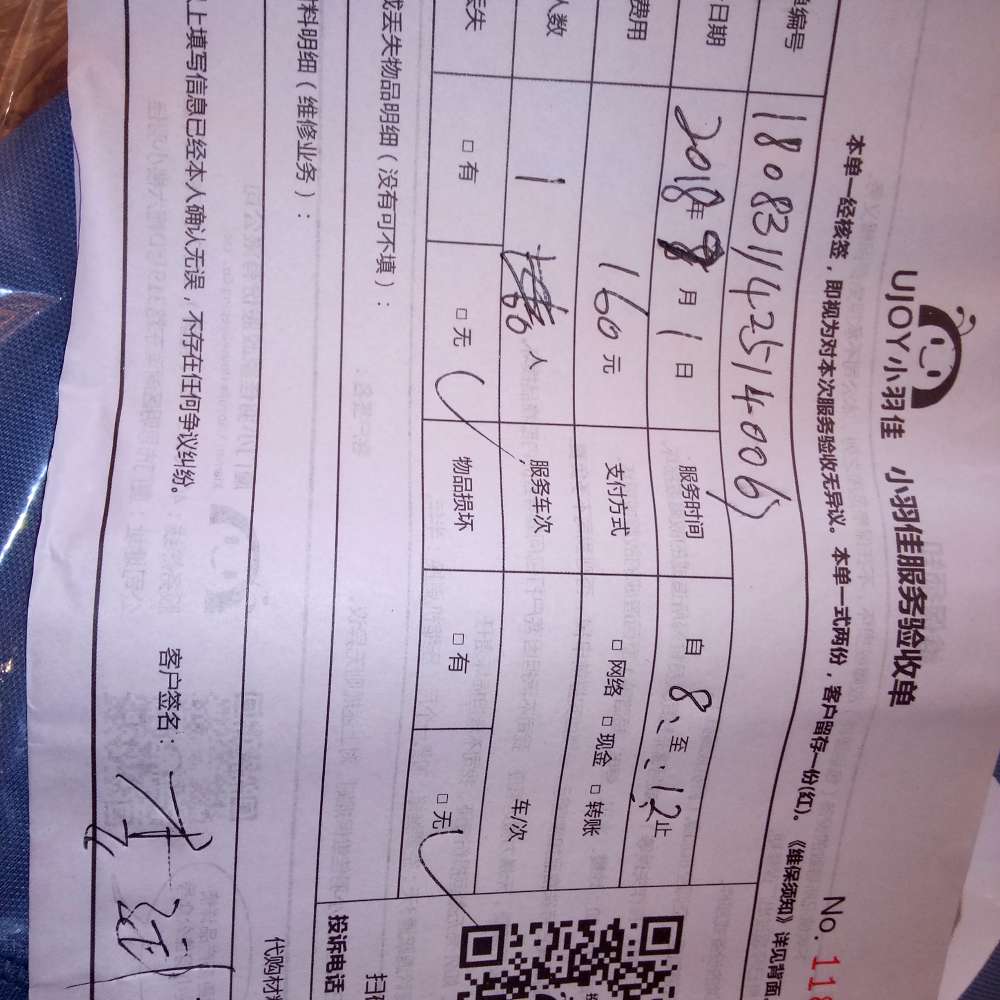 UJOY小羽佳 小羽佳服务验收单
No. 118
本单一经核签，即视为对本次服务验收无异议。本单一式两份，客户留存一份(红)。《维保须知》详见背面
单编号 180831142514-0069
日期 2018年8月1日 服务时间 自8:至:12止
费用 160元 支付方式 □网络 □现金 □转账
人数 1 人 服务车次 车/次
丢失 □有 □无 物品损坏 □有 □无
或丢失物品明细（没有可不填）：
材料明细（维修业务）：
投诉电话
扫
代购材料
以上填写信息已经本人确认无误，不存在任何争议纠纷。 客户签名：